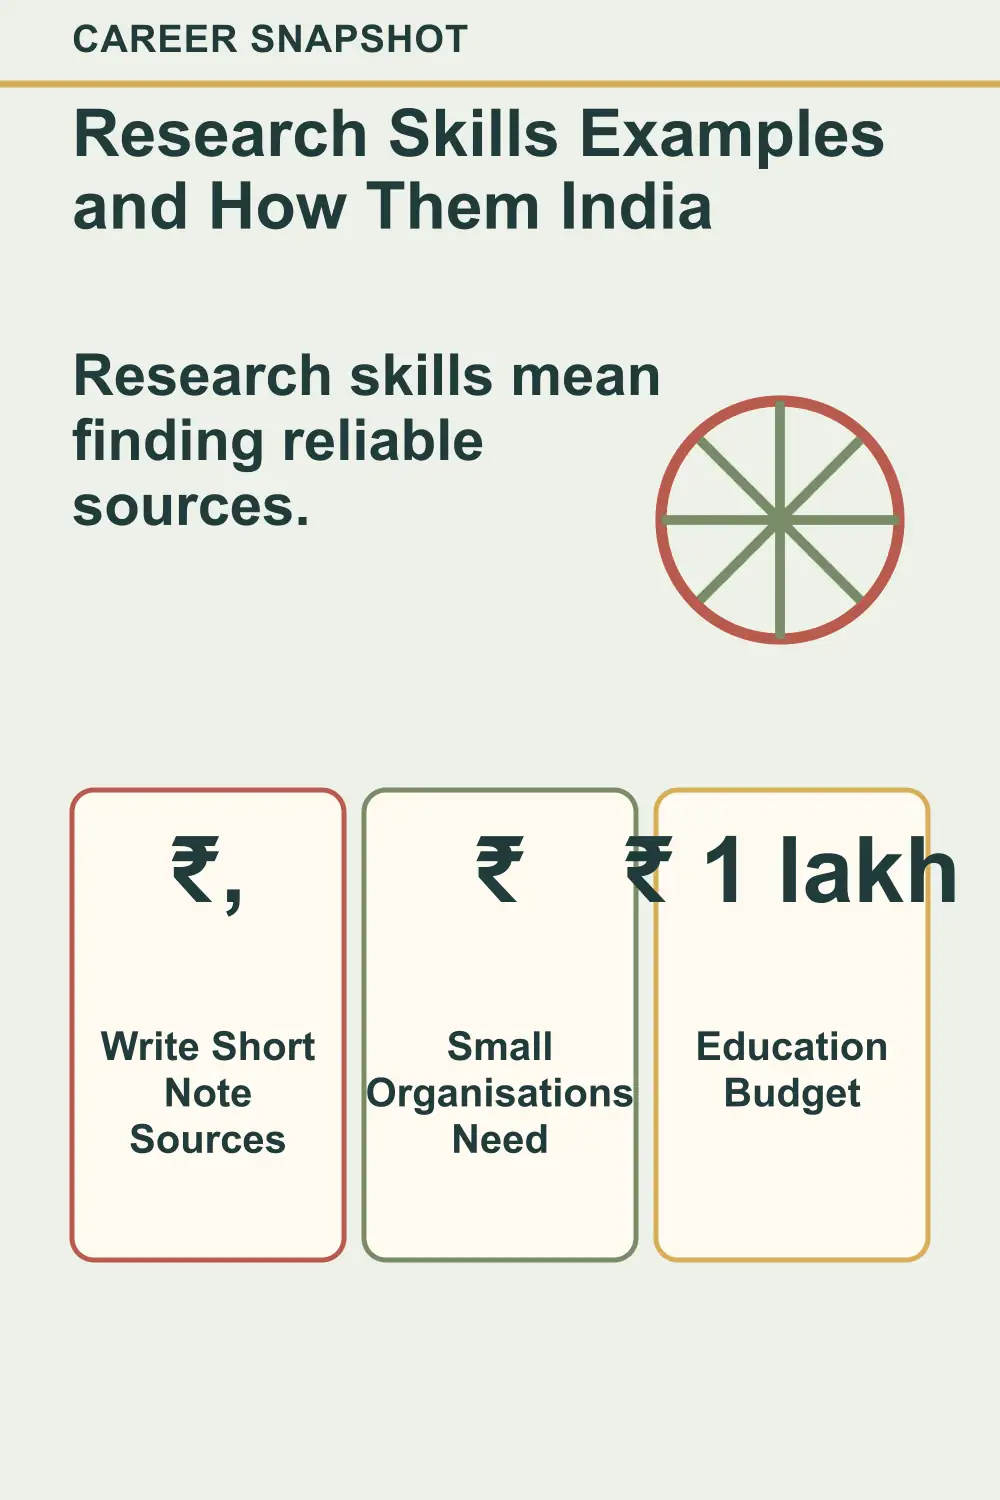 CAREER SNAPSHOT
Research Skills Examples
and How Them India
Research skills mean
finding reliable
sources.
₹,
Write Short
Note
Sources
₹
Small
Organisations
Need
₹ 1 lakh
Education
Budget